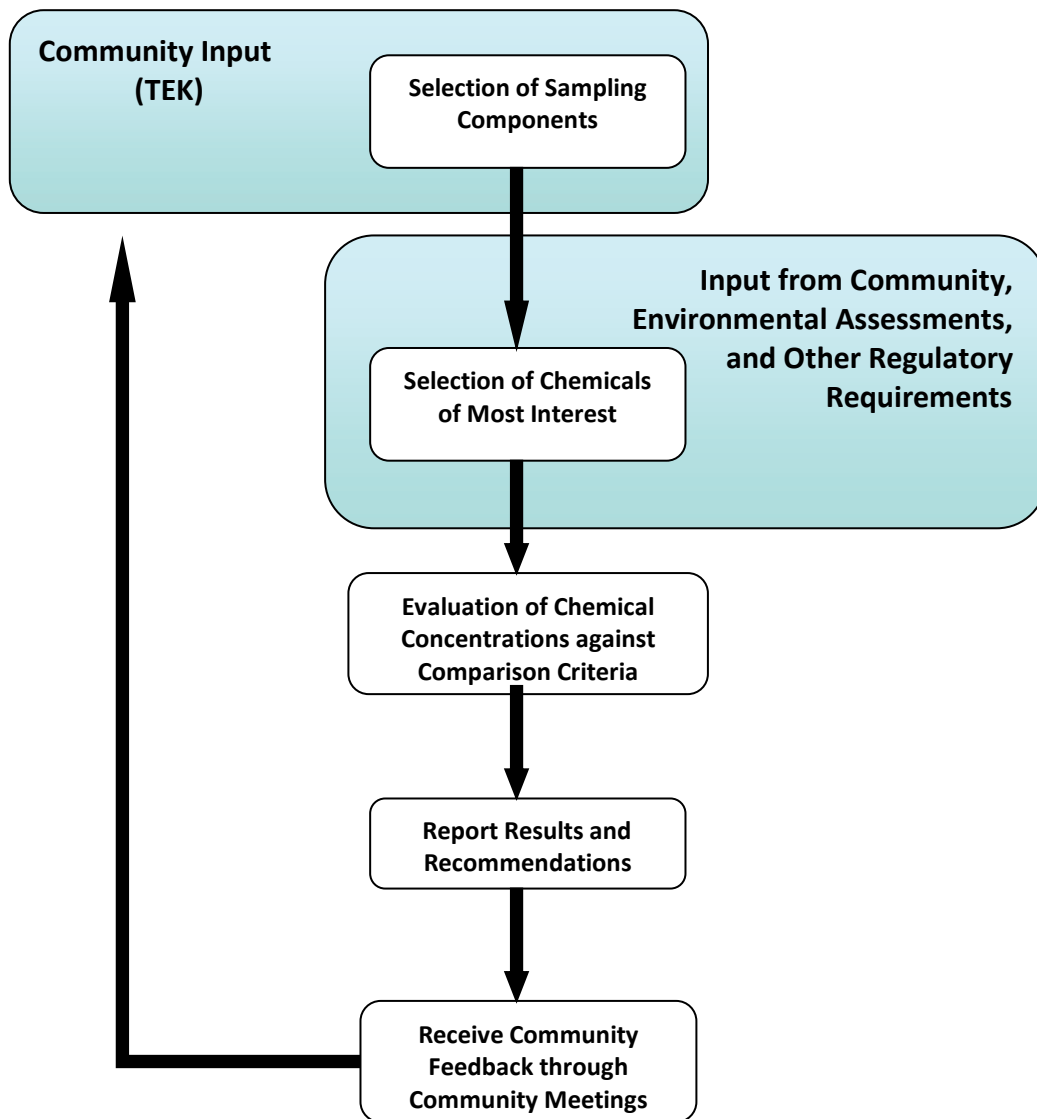 Community Input
(TEK)
Selection of Sampling
Components
Input from Community,
Environmental Assessments,
and Other Regulatory
Requirements
Selection of Chemicals
of Most Interest
Evaluation of Chemical
Concentrations against
Comparison Criteria
Report Results and
Recommendations
Receive Community
Feedback through
Community Meetings